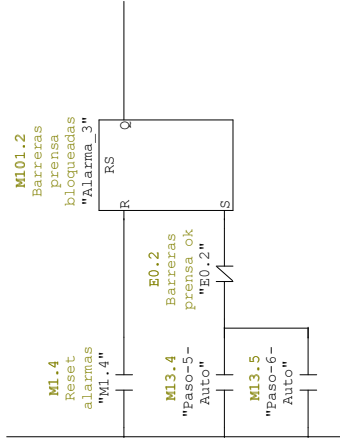 M101.2
Barreras
prensa
bloqueadas
"Alarma_3"
RS
R
Q
S
M1.4
Reset
alarmas
"M1.4"
E0.2
Barreras
prensa ok
"E0.2"
M13.4
"Paso-5-
Auto"
M13.5
"Paso-6-
Auto"